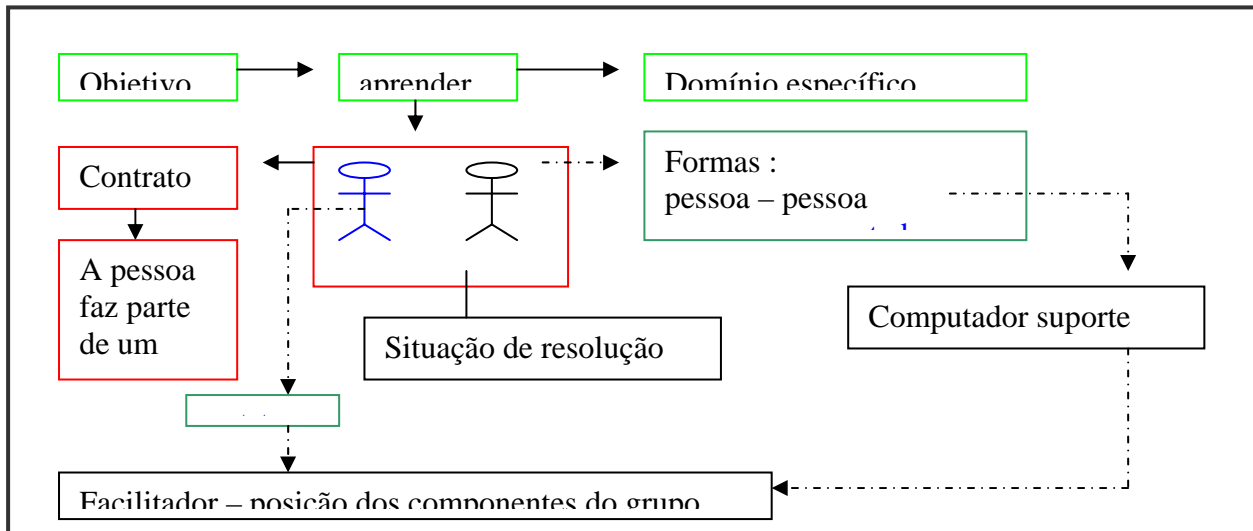 Objetivo
aprender
Domínio específico
Contrato
Formas :
pessoa – pessoa
A pessoa
faz parte
de um
Situação de resolução
Computador suporte
Facilitador – posição dos componentes do grupo